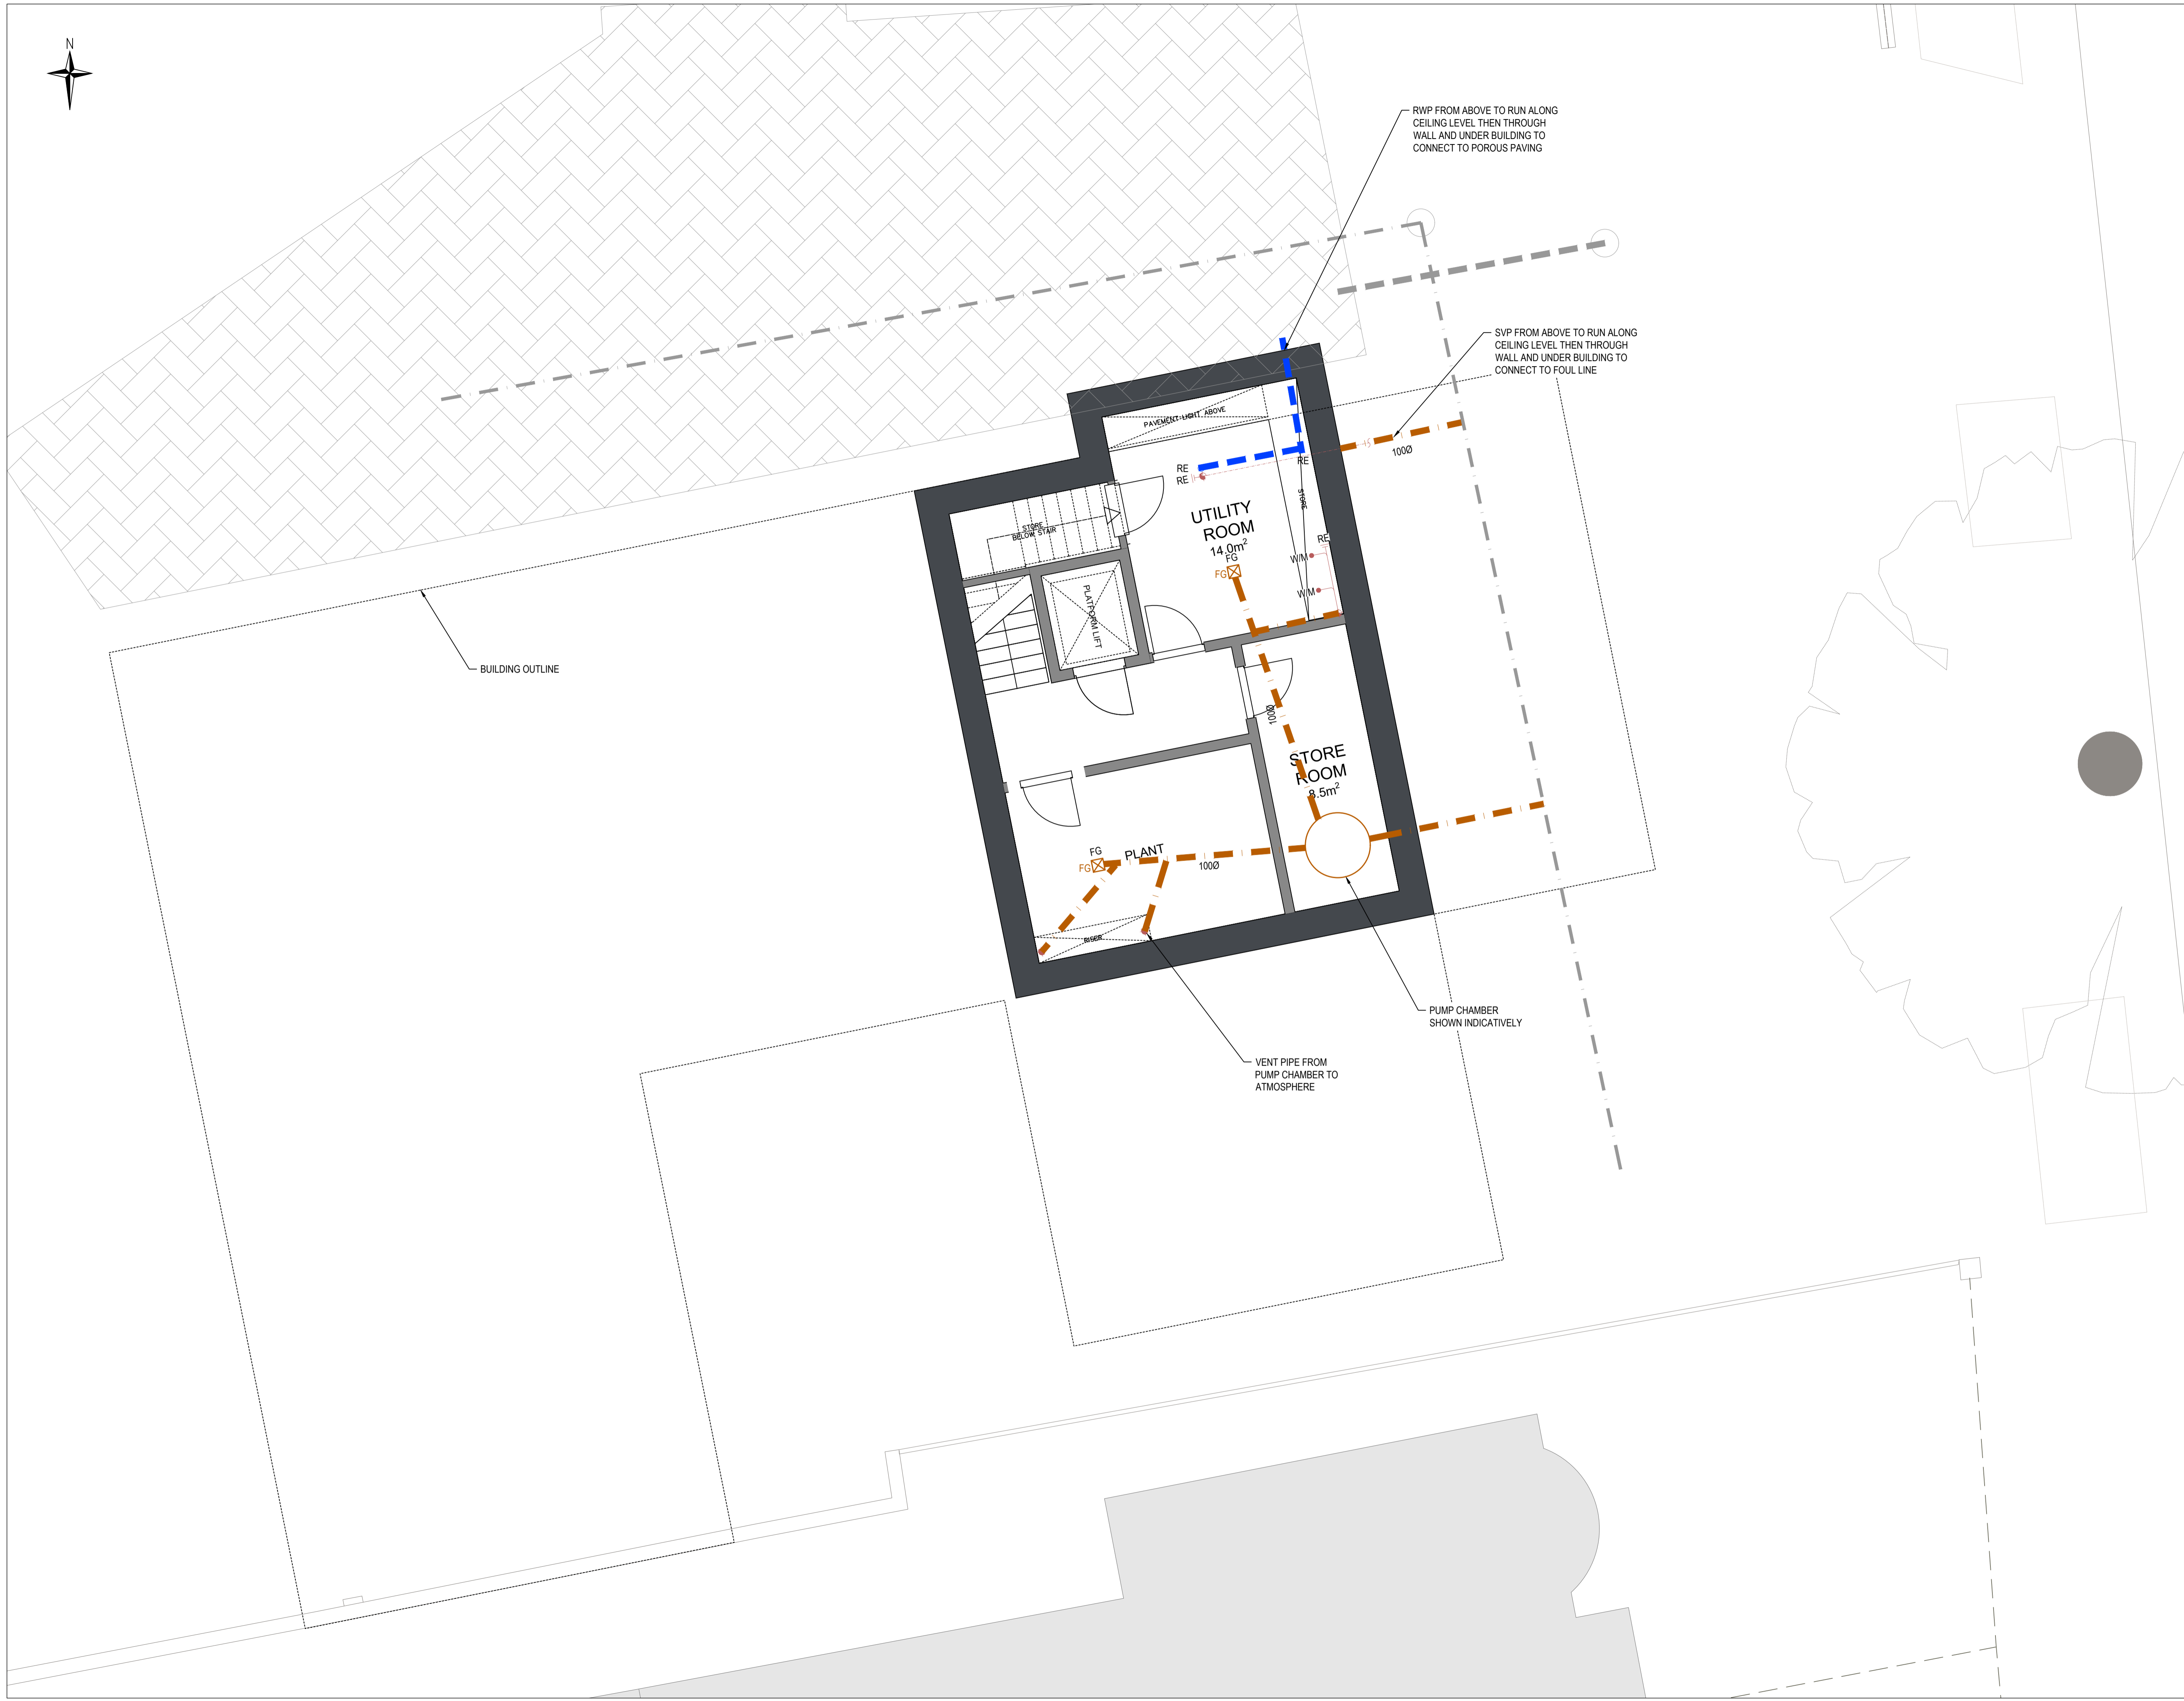 N
RWP FROM ABOVE TO RUN ALONG
CEILING LEVEL THEN THROUGH
WALL AND UNDER BUILDING TO
CONNECT TO POROUS PAVING
SVP FROM ABOVE TO RUN ALONG
CEILING LEVEL THEN THROUGH
WALL AND UNDER BUILDING TO
CONNECT TO FOUL LINE
PAVEMENT LIGHT ABOVE
100Ø
RE
RE
RE
STORE
UTILITY
ROOM
14.0m²
STORE
BELOW STAIR
RE
WM
WM
FG
FG
PLATFORM LIFT
BUILDING OUTLINE
100Ø
STORE
ROOM
8.5m²
FG
FG
PLANT
100Ø
RISER
PUMP CHAMBER
SHOWN INDICATIVELY
VENT PIPE FROM
PUMP CHAMBER TO
ATMOSPHERE